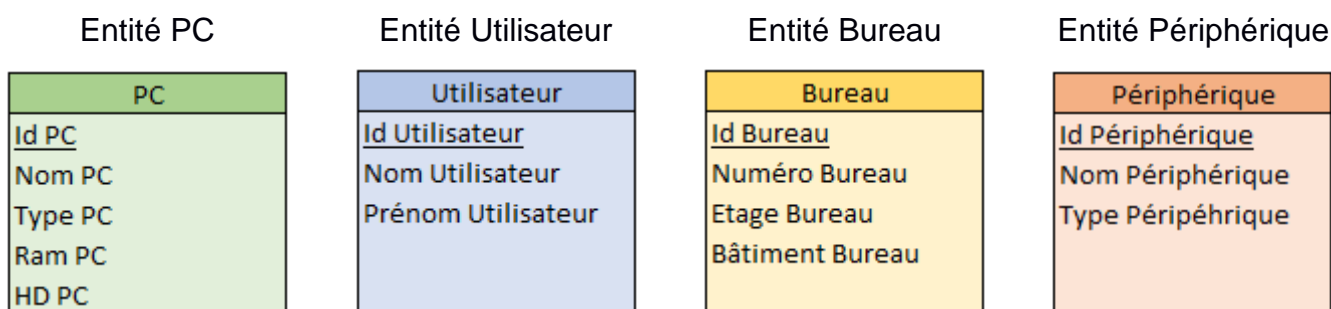 Entité PC
Entité Utilisateur
Entité Bureau
Entité Périphérique
PC
Id PC
Nom PC
Type PC
Ram PC
HD PC
Utilisateur
Id Utilisateur
Nom Utilisateur
Prénom Utilisateur
Bureau
Id Bureau
Numéro Bureau
Etage Bureau
Bâtiment Bureau
Périphérique
Id Périphérique
Nom Périphérique
Type Péripéhrique